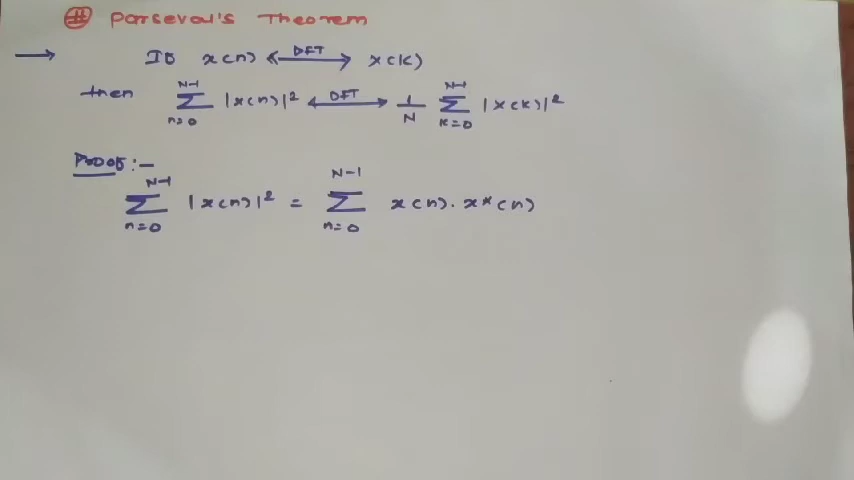 # Parseval's Theorem
→ If x(n) ⟷DFT x(k)
then N-1 Σ n=0 |x(n)|² ⟷DFT 1/N N-1 Σ k=0 |x(k)|²
Proof:-
N-1 Σ n=0 |x(n)|² = N-1 Σ n=0 x(n). x*(n)